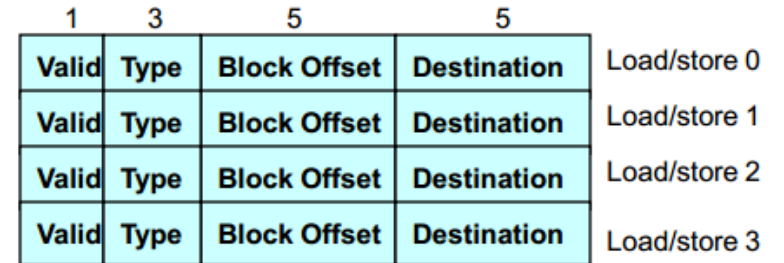 1 3 5 5
Valid Type Block Offset Destination Load/store 0
Valid Type Block Offset Destination Load/store 1
Valid Type Block Offset Destination Load/store 2
Valid Type Block Offset Destination Load/store 3